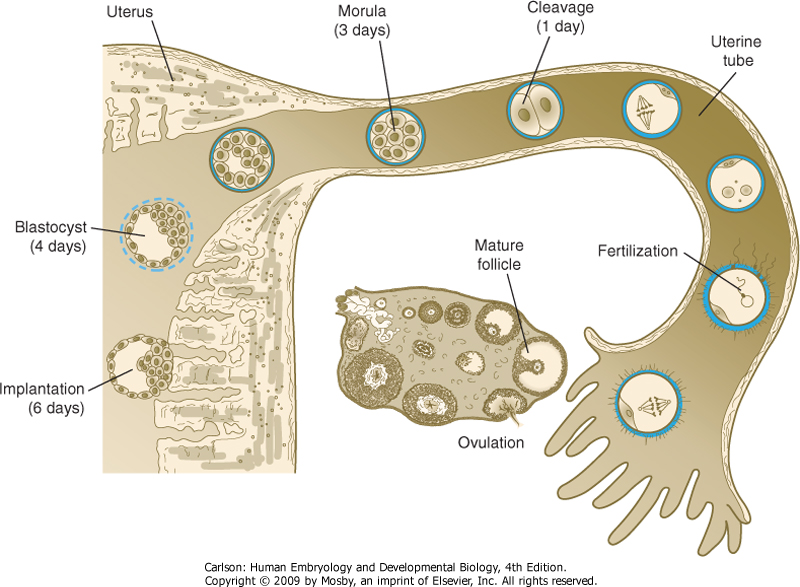 Uterus
Morula
(3 days)
Cleavage
(1 day)
Uterine
tube
Blastocyst
(4 days)
Mature
follicle
Fertilization
Implantation
(6 days)
Ovulation
Carlson: Human Embryology and Developmental Biology, 4th Edition.
Copyright © 2009 by Mosby, an imprint of Elsevier, Inc. All rights reserved.